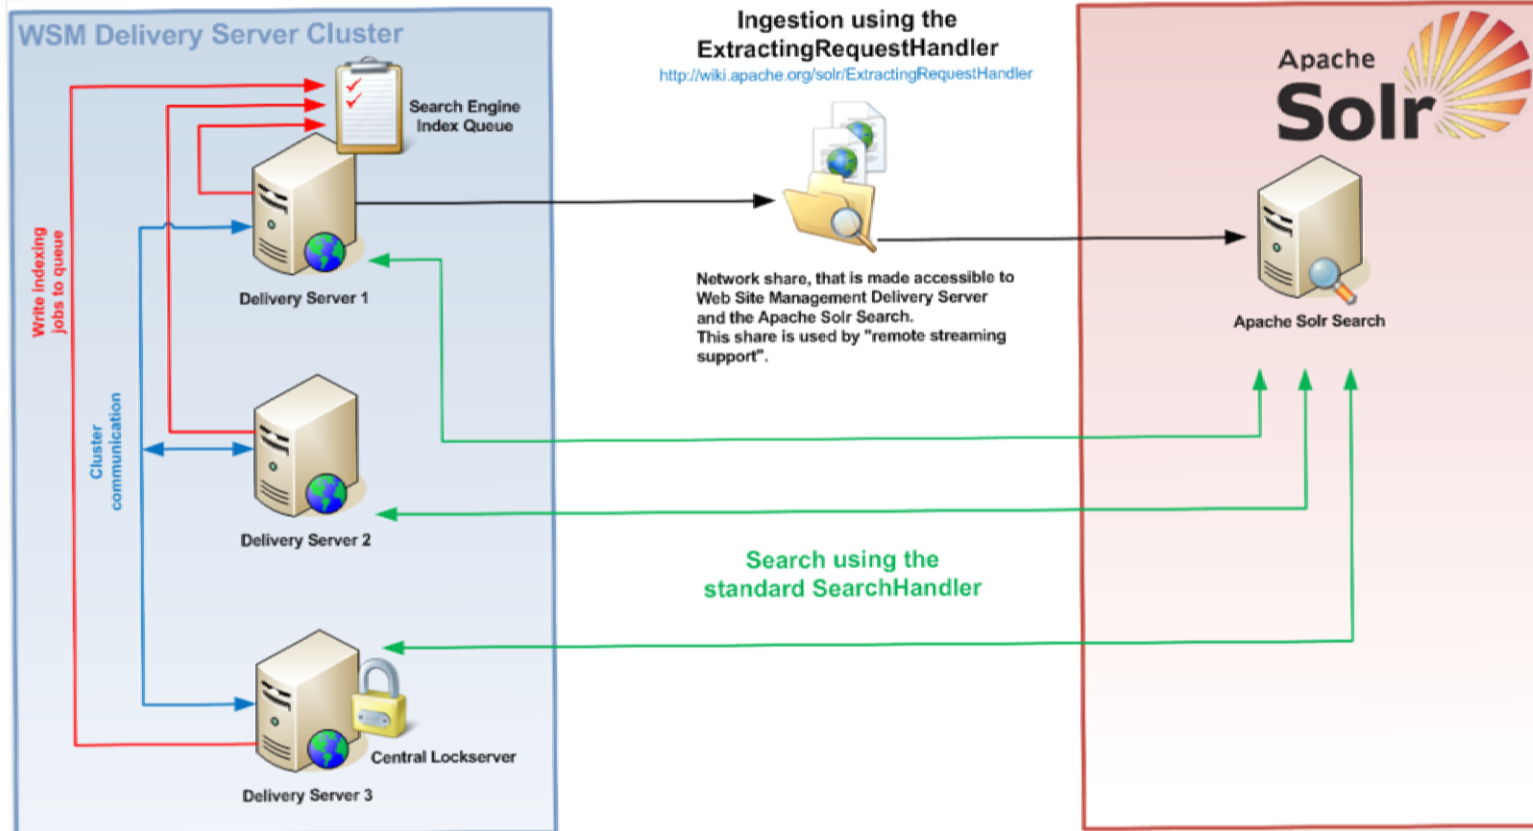 WSM Delivery Server Cluster
Search Engine
Index Queue
Write indexing
jobs to queue
Cluster
communication
Delivery Server 1
Delivery Server 2
Central Lockserver
Delivery Server 3
Ingestion using the
ExtractingRequestHandler
http://wiki.apache.org/solr/ExtractingRequestHandler
Network share, that is made accessible to
Web Site Management Delivery Server
and the Apache Solr Search.
This share is used by "remote streaming
support".
Search using the
standard SearchHandler
Apache
Solr
Apache Solr Search